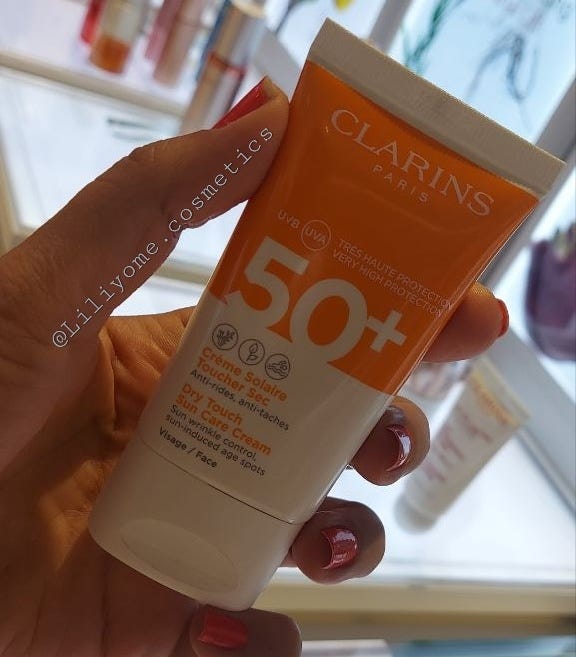 CLARINS
PARIS
UVB UVA
TRÈS HAUTE PROTECTION
VERY HIGH PROTECTION
50+
Crème Solaire
Toucher Sec
Anti-rides, anti-taches
Dry Touch
Sun Care Cream
Sun wrinkle control,
sun-induced age spots
Visage / Face
@Liliyome.cosmetics